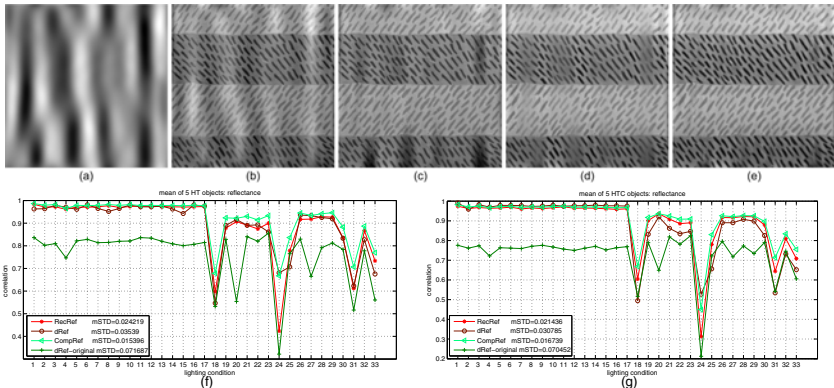 (a)
(b)
(c)
(d)
(e)
mean of 5 HT objects: reflectance
correlation
1
0.9
0.8
0.7
0.6
0.5
0.4
RecRef mSTD=0.024219
dRef mSTD=0.03539
CompRef mSTD=0.015396
dRef-original mSTD=0.071687
1 2 3 4 5 6 7 8 9 10 11 12 13 14 15 16 17 18 19 20 21 22 23 24 25 26 27 28 29 30 31 32 33
lighting condition
(f)
mean of 5 HTC objects: reflectance
correlation
1
0.9
0.8
0.7
0.6
0.5
0.4
0.3
0.2
RecRef mSTD=0.021436
dRef mSTD=0.030785
CompRef mSTD=0.016739
dRef-original mSTD=0.070452
1 2 3 4 5 6 7 8 9 10 11 12 13 14 15 16 17 18 19 20 21 22 23 24 25 26 27 28 29 30 31 32 33
lighting condition
(g)